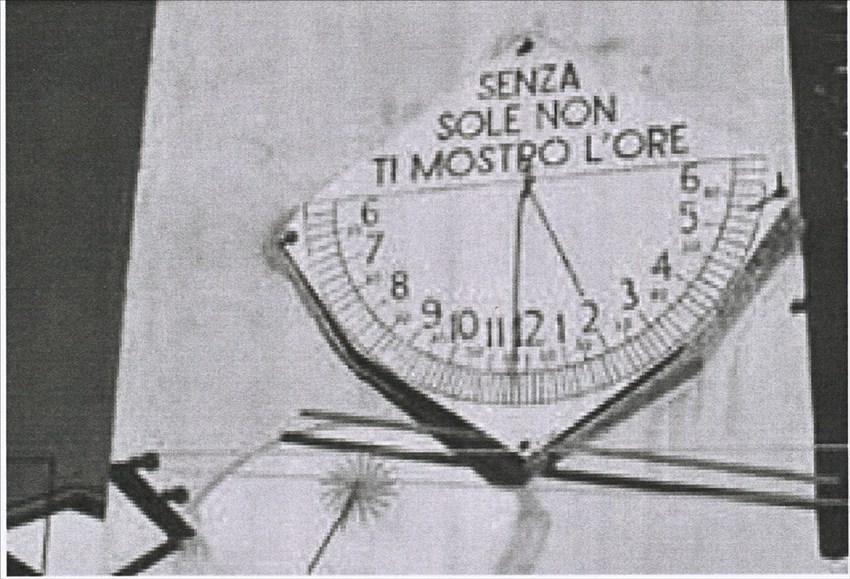 SENZA
SOLE NON
TI MOSTRO L'ORE
6 7 8 9 10 11 12 1 2 3 4 5 6